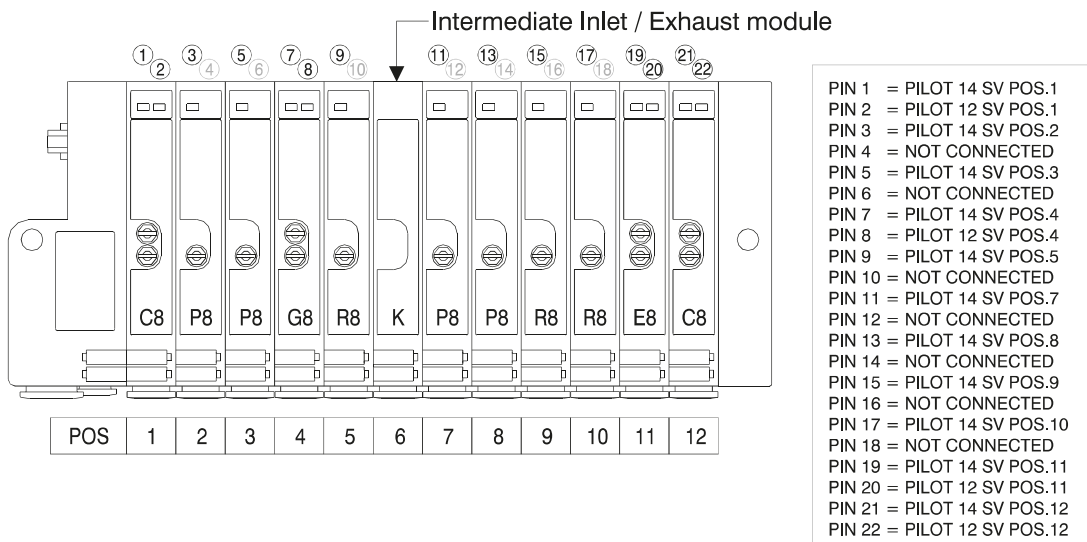 Intermediate Inlet / Exhaust module
1 2 3 4 5 6 7 8 9 10 11 12 13 14 15 16 17 18 19 20 21 22
C8 P8 P8 G8 R8 K P8 P8 R8 R8 E8 C8
POS 1 2 3 4 5 6 7 8 9 10 11 12
PIN 1 = PILOT 14 SV POS.1
PIN 2 = PILOT 12 SV POS.1
PIN 3 = PILOT 14 SV POS.2
PIN 4 = NOT CONNECTED
PIN 5 = PILOT 14 SV POS.3
PIN 6 = NOT CONNECTED
PIN 7 = PILOT 14 SV POS.4
PIN 8 = PILOT 12 SV POS.4
PIN 9 = PILOT 14 SV POS.5
PIN 10 = NOT CONNECTED
PIN 11 = PILOT 14 SV POS.7
PIN 12 = NOT CONNECTED
PIN 13 = PILOT 14 SV POS.8
PIN 14 = NOT CONNECTED
PIN 15 = PILOT 14 SV POS.9
PIN 16 = NOT CONNECTED
PIN 17 = PILOT 14 SV POS.10
PIN 18 = NOT CONNECTED
PIN 19 = PILOT 14 SV POS.11
PIN 20 = PILOT 12 SV POS.11
PIN 21 = PILOT 14 SV POS.12
PIN 22 = PILOT 12 SV POS.12